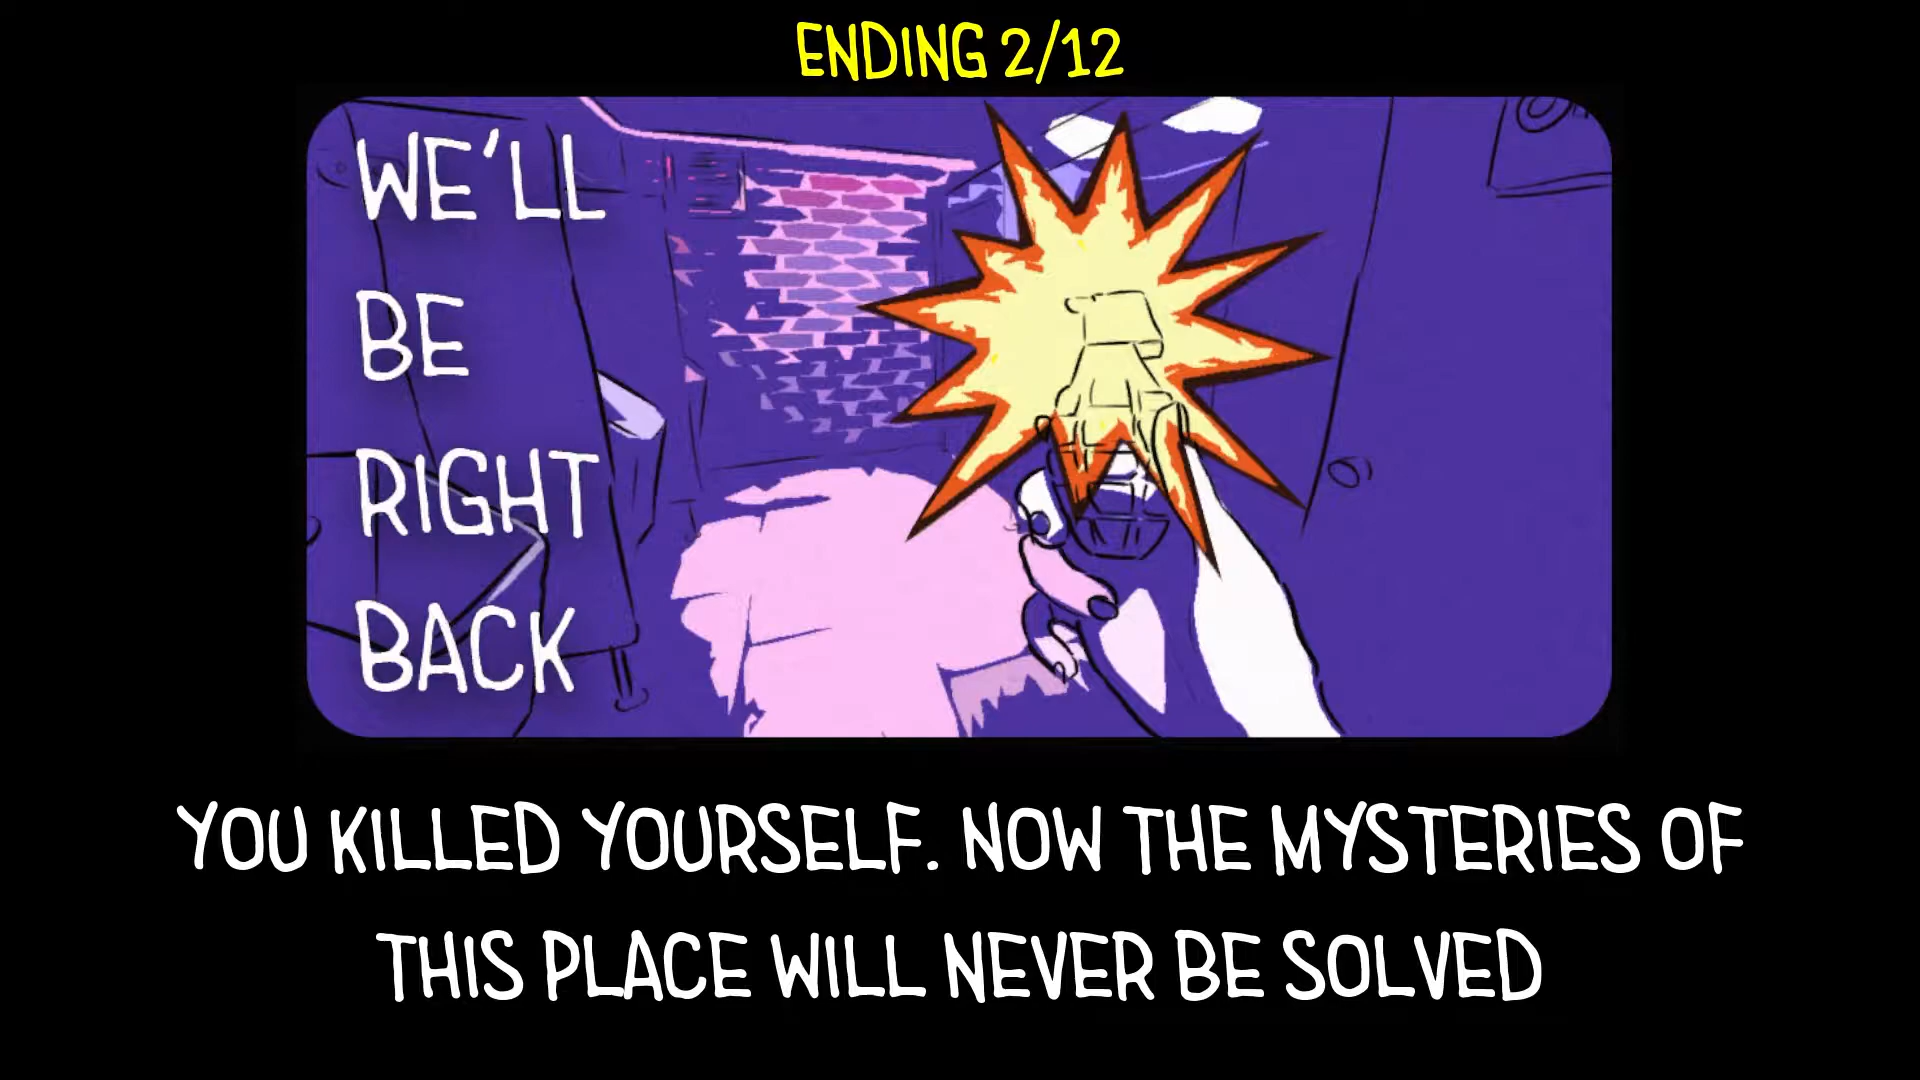 ENDING 2/12
WE'LL
BE
RIGHT
BACK
YOU KILLED YOURSELF. NOW THE MYSTERIES OF
THIS PLACE WILL NEVER BE SOLVED